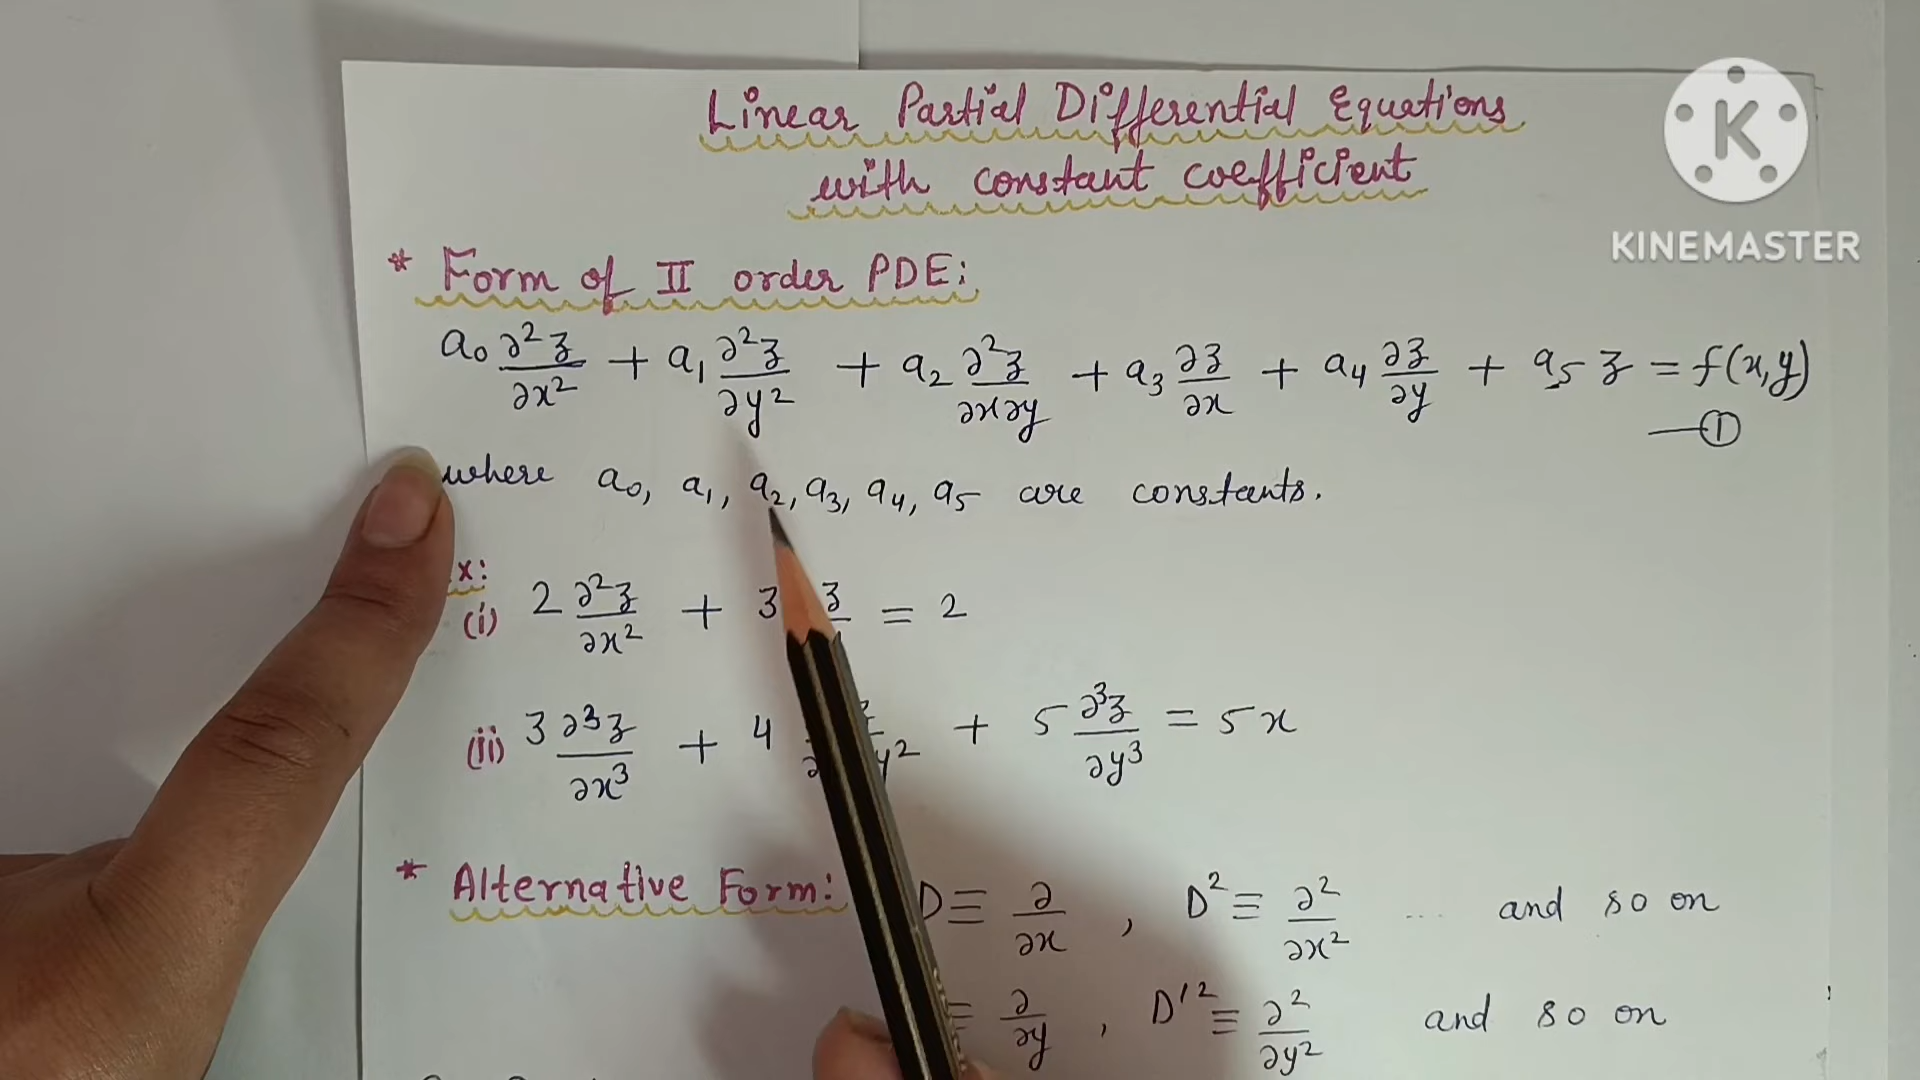 Linear Partial Differential Equations
with constant coefficient
K
KINEMASTER
* Form of II order PDE:
a₀ ∂²z/∂x² + a₁ ∂²z/∂y² + a₂ ∂²z/∂x∂y + a₃ ∂z/∂x + a₄ ∂z/∂y + a₅ z = f(x,y)
—①
where a₀, a₁, a₂, a₃, a₄, a₅ are constants.
x:
(i) 2 ∂²z/∂x² + 3 z = 2
(ii) 3 ∂³z/∂x³ + 4 y² + 5 ∂³z/∂y³ = 5x
* Alternative Form: D ≡ ∂/∂x , D² ≡ ∂²/∂x² ... and so on
≡ ∂/∂y , D'² ≡ ∂²/∂y² and so on